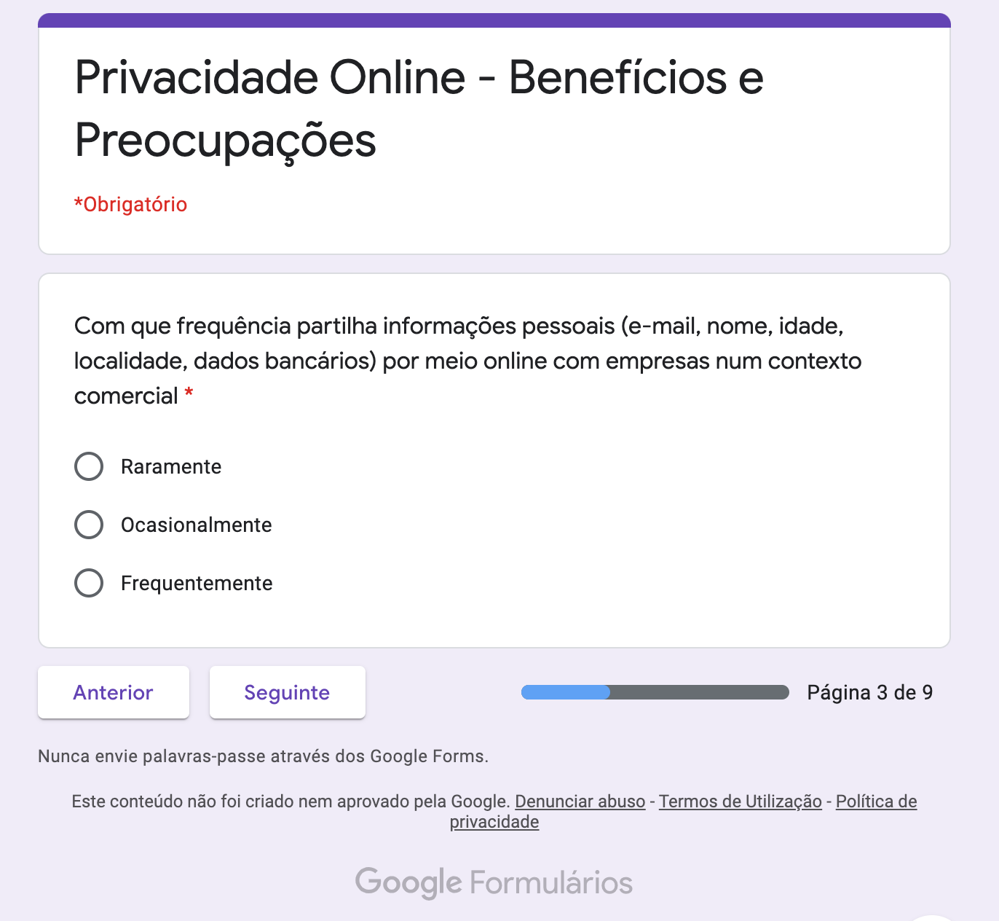 Privacidade Online - Benefícios e
Preocupações
*Obrigatório
Com que frequência partilha informações pessoais (e-mail, nome, idade,
localidade, dados bancários) por meio online com empresas num contexto
comercial *
Raramente
Ocasionalmente
Frequentemente
Anterior
Seguinte
Página 3 de 9
Nunca envie palavras-passe através dos Google Forms.
Este conteúdo não foi criado nem aprovado pela Google. Denunciar abuso - Termos de Utilização - Política de
privacidade
Google Formulários